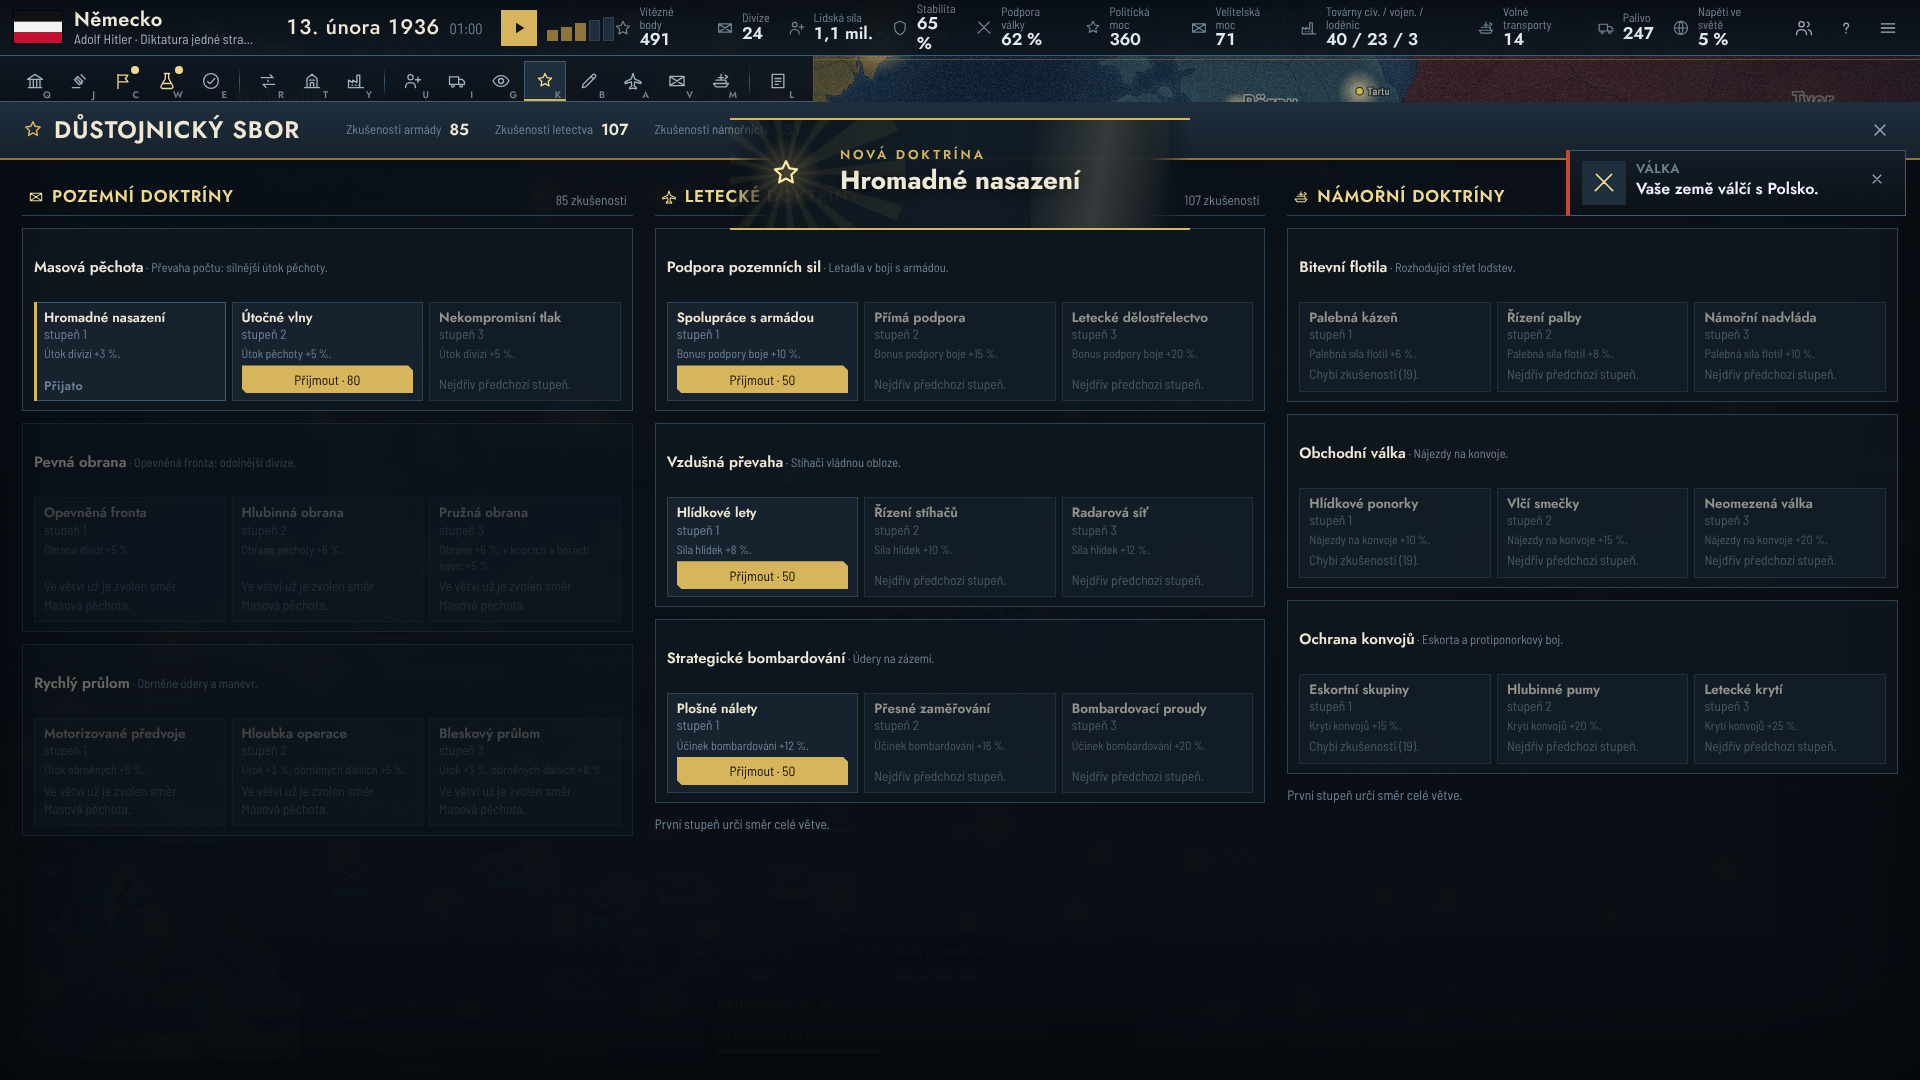 Německo
Adolf Hitler · Diktatura jedné stra...
13. února 1936 01:00
Vítězné body 491
Divize 24
Lidská síla 1,1 mil.
Stabilita 65 %
Podpora války 62 %
Politická moc 360
Velitelská moc 71
Továrny civ. / vojen. / loděnic 40 / 23 / 3
Volné transporty 14
Palivo 247
Napětí ve světě 5 %
?
Q J C W E R T Y U I G K B A V M L
Tartu
DŮSTOJNICKÝ SBOR
Zkušenosti armády 85
Zkušenosti letectva 107
Zkušenosti námořnic
NOVÁ DOKTRÍNA
Hromadné nasazení
VÁLKA
Vaše země válčí s Polsko.
POZEMNÍ DOKTRÍNY
85 zkušeností
Masová pěchota · Převaha počtu: silnější útok pěchoty.
Hromadné nasazení
stupeň 1
Útok divizí +3 %.
Přijato
Útočné vlny
stupeň 2
Útok pěchoty +5 %.
Přijmout · 80
Nekompromisní tlak
stupeň 3
Útok divizí +5 %.
Nejdřív předchozí stupeň.
Pevná obrana · Opevněná fronta: odolnější divize.
Opevněná fronta
stupeň 1
Obrana divizí +5 %.
Ve větvi už je zvolen směr
Masová pěchota.
Hlubinná obrana
stupeň 2
Obrana pěchoty +6 %.
Ve větvi už je zvolen směr
Masová pěchota.
Pružná obrana
stupeň 3
Obrana +6 %, v kopcích a horách
navíc +5 %.
Ve větvi už je zvolen směr
Masová pěchota.
Rychlý průlom · Obrněné údery a manévr.
Motorizované předvoje
stupeň 1
Útok obrněných +5 %.
Ve větvi už je zvolen směr
Masová pěchota.
Hloubka operace
stupeň 2
Útok +3 %, obrněných dalších +5 %.
Ve větvi už je zvolen směr
Masová pěchota.
Bleskový průlom
stupeň 3
Útok +3 %, obrněných dalších +8 %.
Ve větvi už je zvolen směr
Masová pěchota.
LETECKÉ DOKTRÍNY
107 zkušeností
Podpora pozemních sil · Letadla v boji s armádou.
Spolupráce s armádou
stupeň 1
Bonus podpory boje +10 %.
Přijmout · 50
Přímá podpora
stupeň 2
Bonus podpory boje +15 %.
Nejdřív předchozí stupeň.
Letecké dělostřelectvo
stupeň 3
Bonus podpory boje +20 %.
Nejdřív předchozí stupeň.
Vzdušná převaha · Stíhači vládnou obloze.
Hlídkové lety
stupeň 1
Síla hlídek +8 %.
Přijmout · 50
Řízení stíhačů
stupeň 2
Síla hlídek +10 %.
Nejdřív předchozí stupeň.
Radarová síť
stupeň 3
Síla hlídek +12 %.
Nejdřív předchozí stupeň.
Strategické bombardování · Údery na zázemí.
Plošné nálety
stupeň 1
Účinek bombardování +12 %.
Přijmout · 50
Přesné zaměřování
stupeň 2
Účinek bombardování +16 %.
Nejdřív předchozí stupeň.
Bombardovací proudy
stupeň 3
Účinek bombardování +20 %.
Nejdřív předchozí stupeň.
První stupeň určí směr celé větve.
NÁMOŘNÍ DOKTRÍNY
Bitevní flotila · Rozhodující střet loďstev.
Palebná kázeň
stupeň 1
Palebná síla flotil +6 %.
Chybí zkušenosti (19).
Řízení palby
stupeň 2
Palebná síla flotil +8 %.
Nejdřív předchozí stupeň.
Námořní nadvláda
stupeň 3
Palebná síla flotil +10 %.
Nejdřív předchozí stupeň.
Obchodní válka · Nájezdy na konvoje.
Hlídkové ponorky
stupeň 1
Nájezdy na konvoje +10 %.
Chybí zkušenosti (19).
Vlčí smečky
stupeň 2
Nájezdy na konvoje +15 %.
Nejdřív předchozí stupeň.
Neomezená válka
stupeň 3
Nájezdy na konvoje +20 %.
Nejdřív předchozí stupeň.
Ochrana konvojů · Eskorta a protiponorkový boj.
Eskortní skupiny
stupeň 1
Krytí konvojů +15 %.
Chybí zkušenosti (19).
Hlubinné pumy
stupeň 2
Krytí konvojů +20 %.
Nejdřív předchozí stupeň.
Letecké krytí
stupeň 3
Krytí konvojů +25 %.
Nejdřív předchozí stupeň.
První stupeň určí směr celé větve.